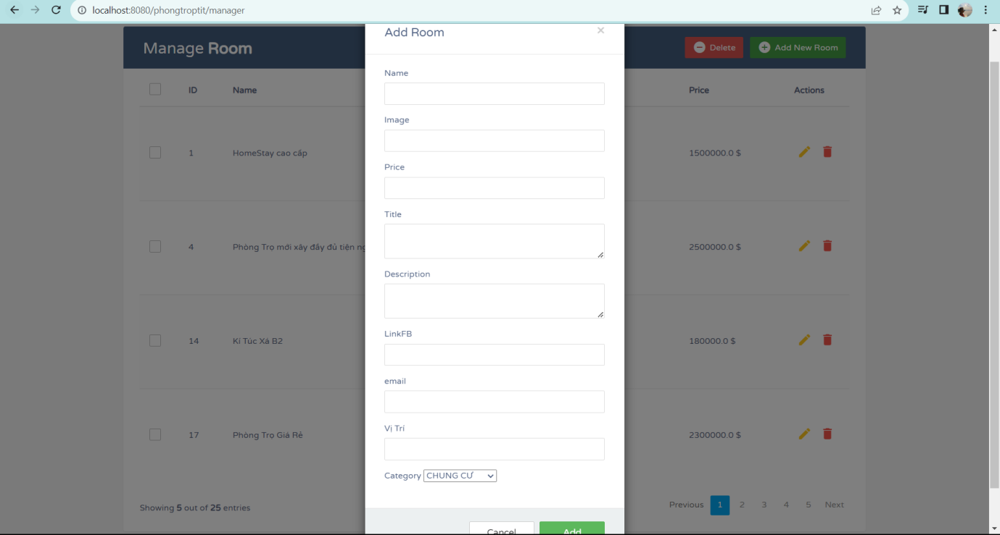 localhost:8080/phongtroptit/manager
Add Room ×
Manage Room Delete Add New Room
Name
ID Name Price Actions
Image
1 HomeStay cao cấp 1500000.0 $
Price
Title
4 Phòng Trọ mới xây đầy đủ tiện 2500000.0 $
Description
LinkFB
14 Kí Túc Xá B2 180000.0 $
email
Vị Trí
17 Phòng Trọ Giá Rẻ 2300000.0 $
Category CHUNG CƯ
Showing 5 out of 25 entries Previous 1 2 3 4 5 Next
Cancel Add